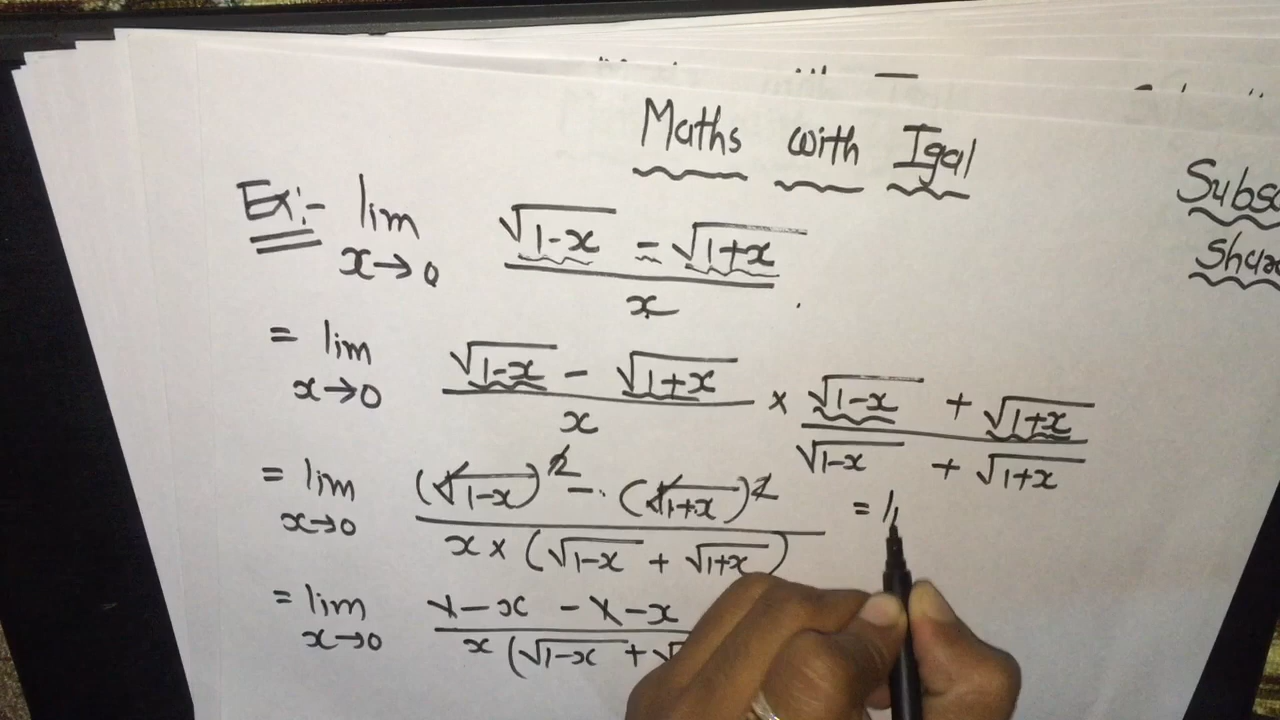 Maths with Igal
Ex:- lim x→0 (√(1-x) - √(1+x)) / x
= lim x→0 (√(1-x) - √(1+x)) / x × (√(1-x) + √(1+x)) / (√(1-x) + √(1+x))
= lim x→0 ((√(1-x))² - (√(1+x))²) / (x × (√(1-x) + √(1+x)))
= lim x→0 (1-x - 1-x) / (x (√(1-x) + √
=